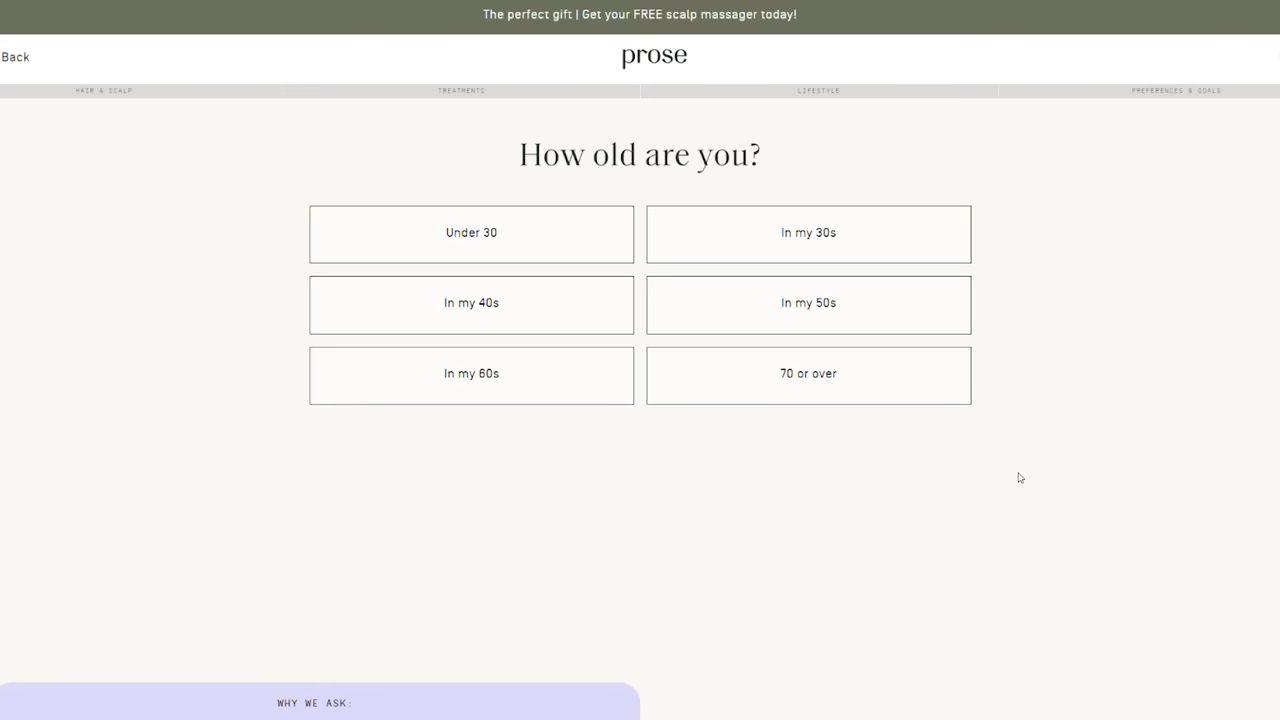 The perfect gift | Get your FREE scalp massager today!
Back
prose
HAIR & SCALP
TREATMENTS
LIFESTYLE
PREFERENCES & GOALS
How old are you?
Under 30
In my 30s
In my 40s
In my 50s
In my 60s
70 or over
WHY WE ASK: